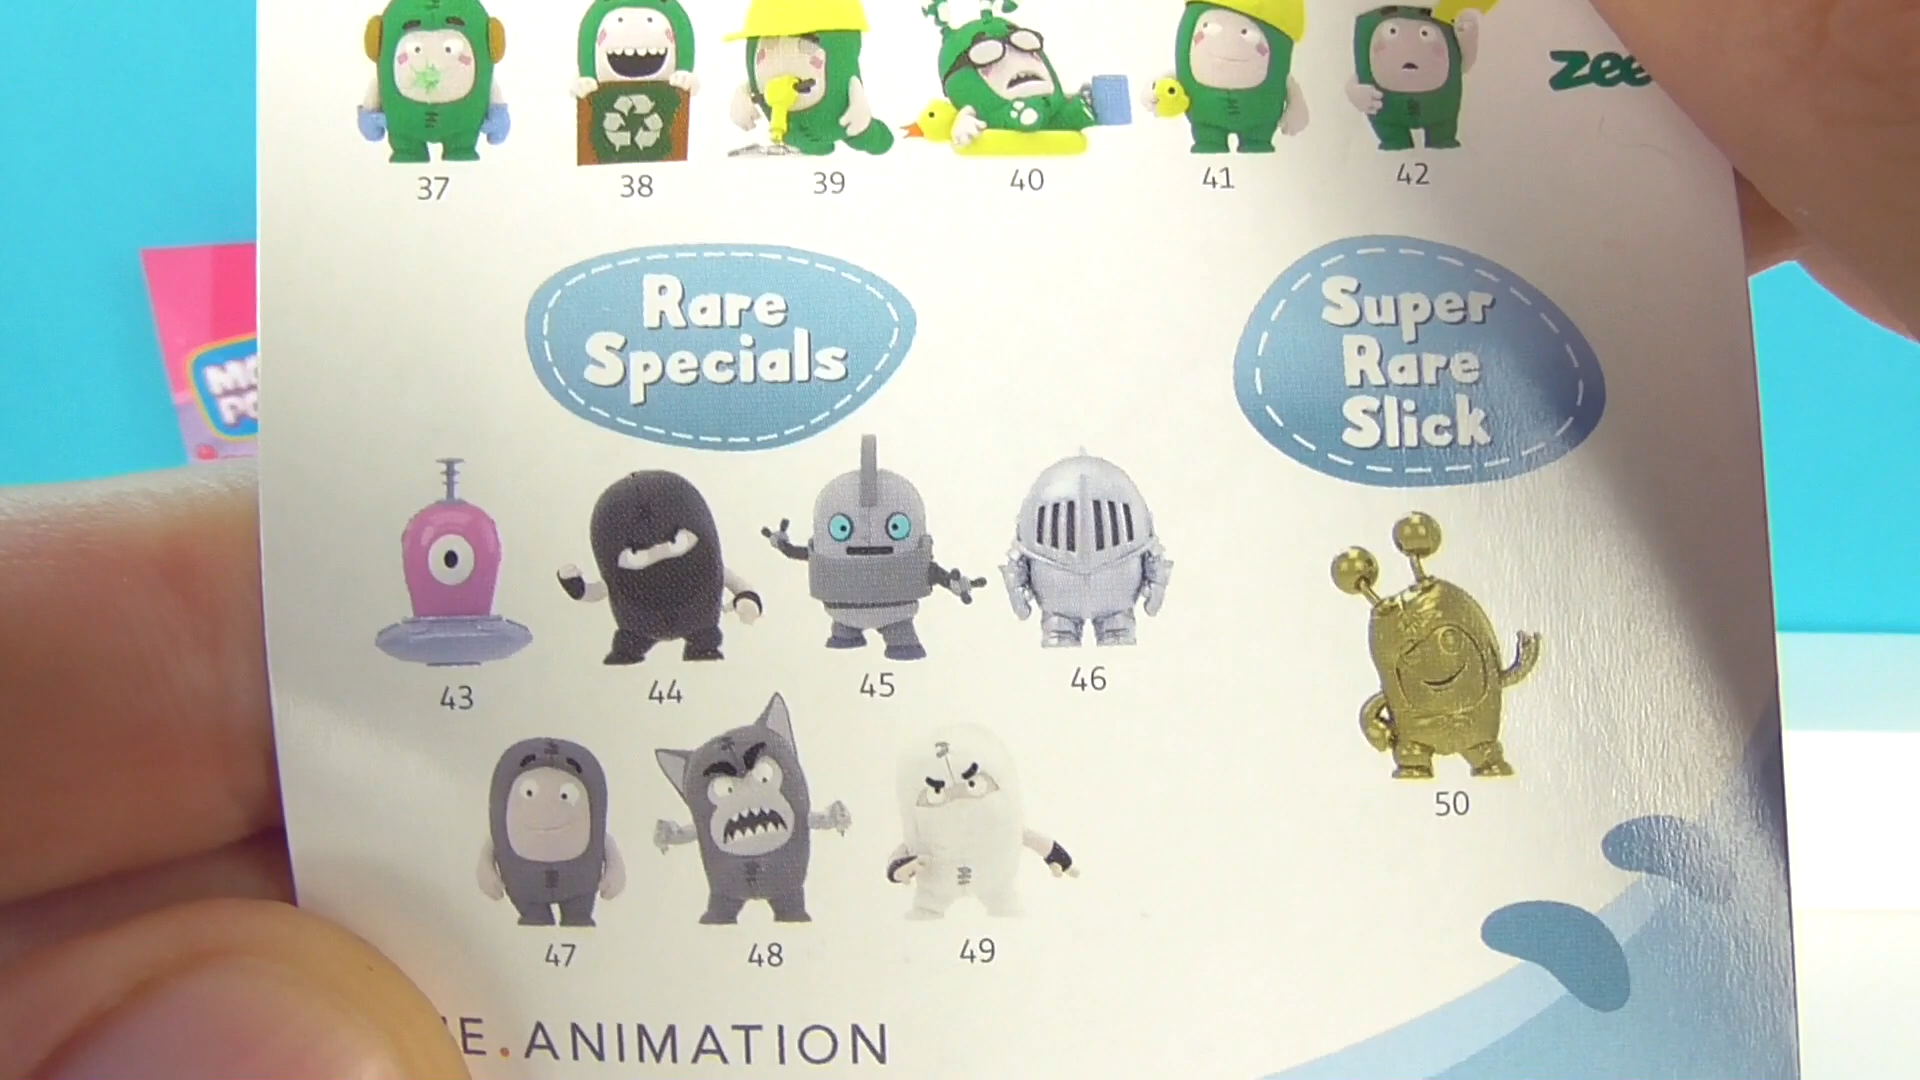 zee
37 38 39 40 41 42
Rare
Specials
Super
Rare
Slick
43 44 45 46
50
47 48 49
E.ANIMATION